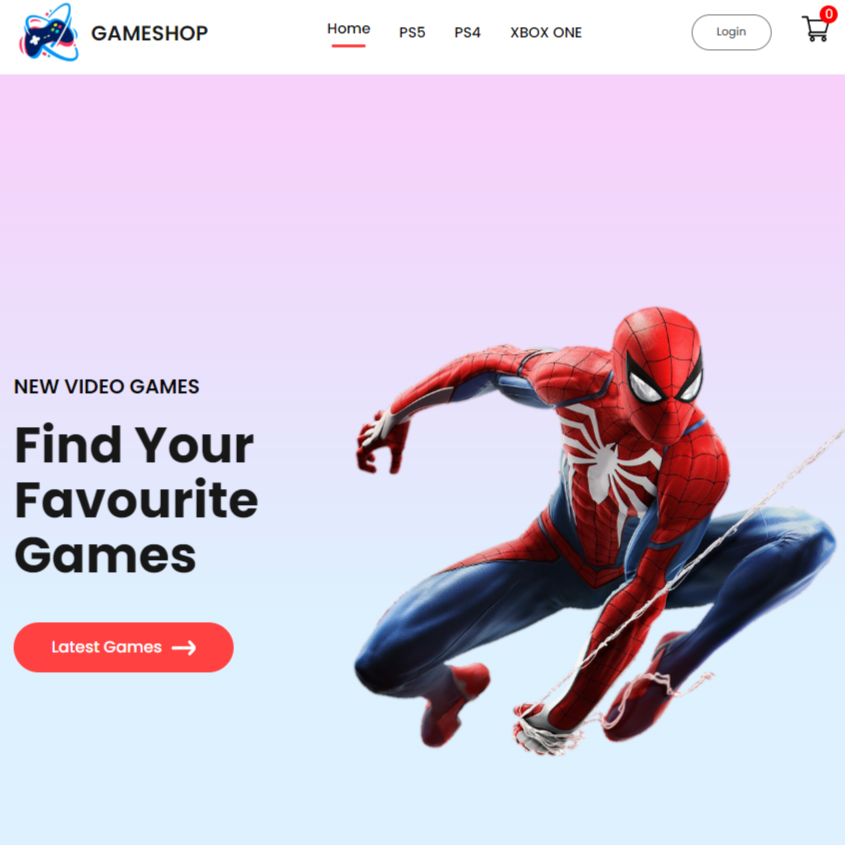 GAMESHOP
Home
PS5
PS4
XBOX ONE
Login
0
NEW VIDEO GAMES
Find Your
Favourite
Games
Latest Games